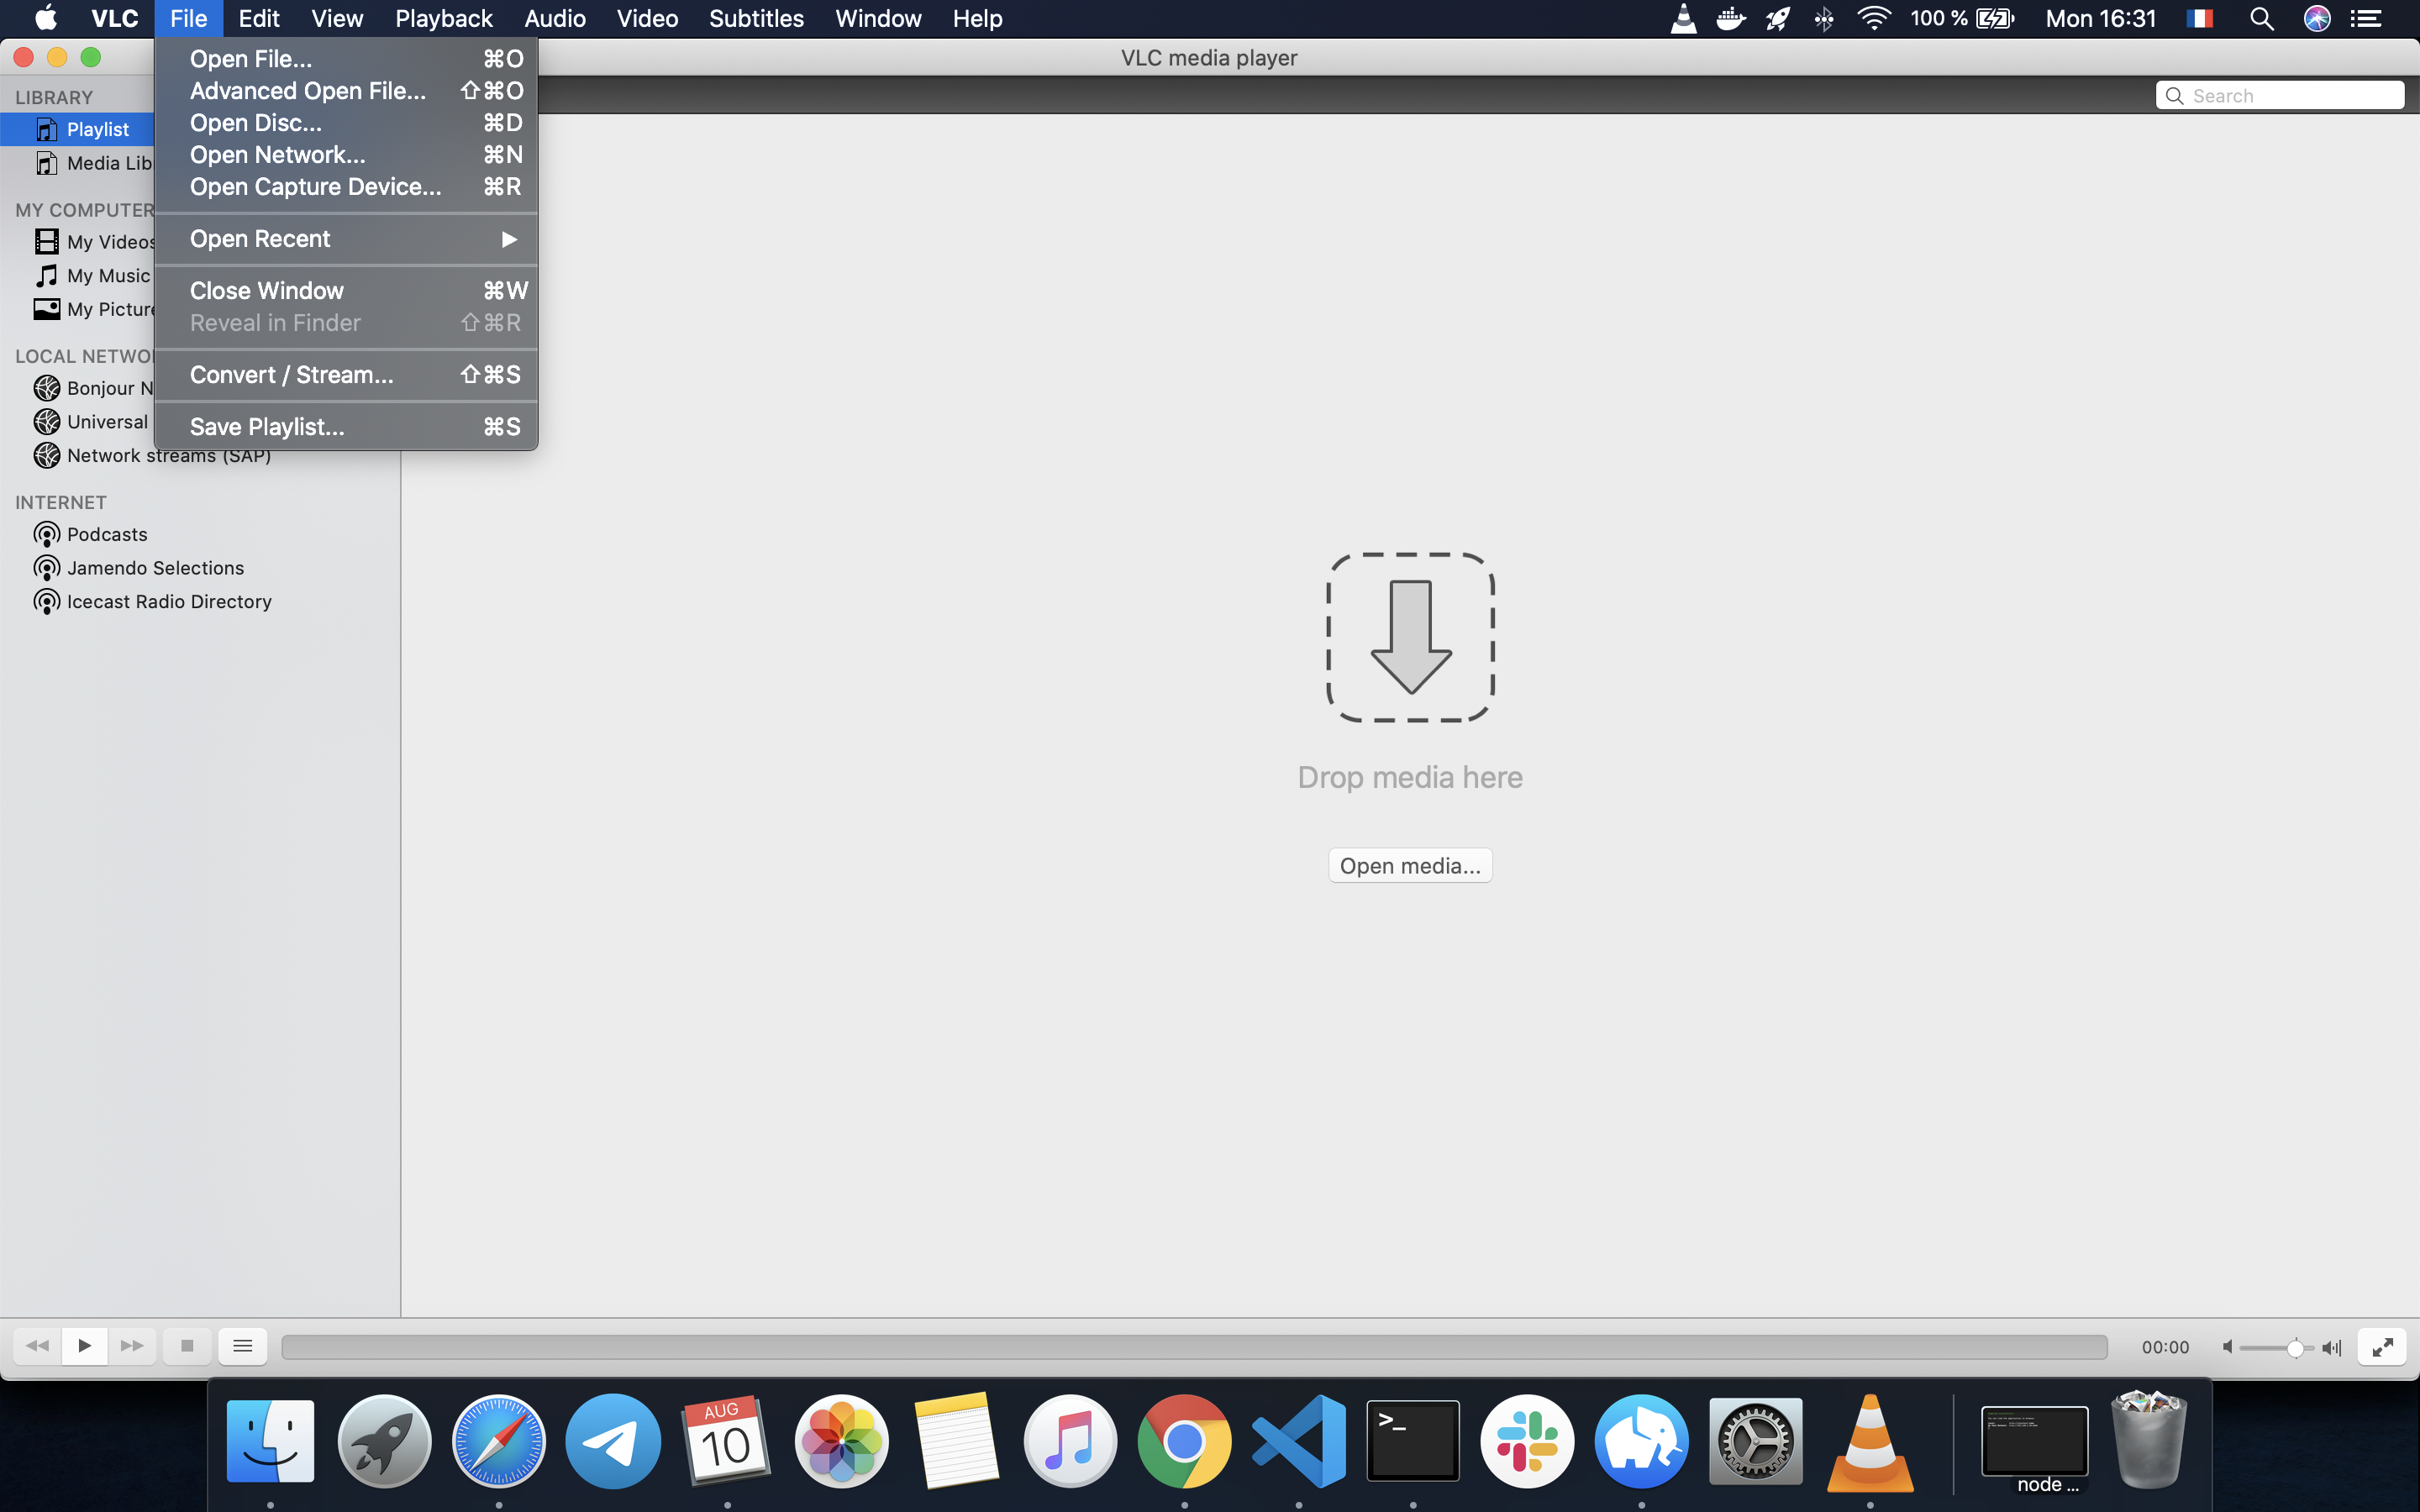 VLC File Edit View Playback Audio Video Subtitles Window Help 100 % Mon 16:31
VLC media player
Open File... ⌘O
Advanced Open File... ⇧⌘O
Open Disc... ⌘D
Open Network... ⌘N
Open Capture Device... ⌘R
Open Recent ▶
Close Window ⌘W
Reveal in Finder ⇧⌘R
Convert / Stream... ⇧⌘S
Save Playlist... ⌘S
Search
LIBRARY
Playlist
Media Lib
MY COMPUTER
My Videos
My Music
My Picture
LOCAL NETWO
Bonjour N
Universal
Network streams (SAP)
INTERNET
Podcasts
Jamendo Selections
Icecast Radio Directory
Drop media here
Open media...
00:00
AUG
10
>_
node ...